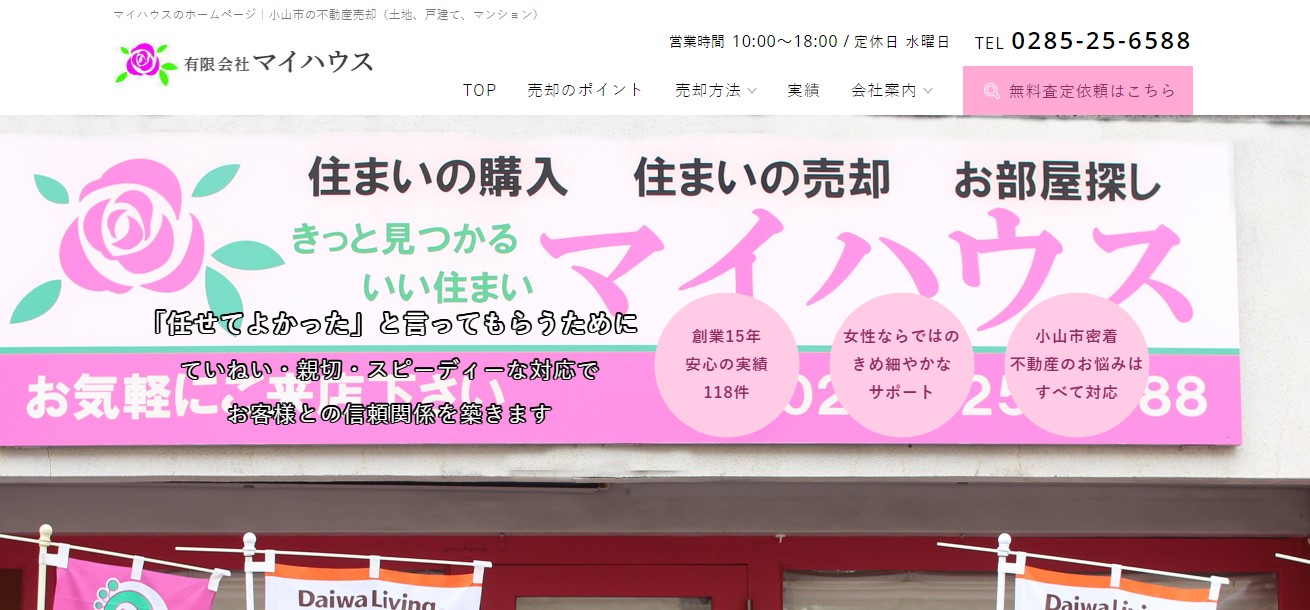 マイハウスのホームページ｜小山市の不動産売却（土地、戸建て、マンション）
有限会社マイハウス
営業時間 10:00～18:00 / 定休日 水曜日
TEL 0285-25-6588
TOP 売却のポイント 売却方法 実績 会社案内 無料査定依頼はこちら
住まいの購入 住まいの売却 お部屋探し
きっと見つかる
いい住まい
マイハウス
「任せてよかった」と言ってもらうために
ていねい・親切・スピーディーな対応で
お客様との信頼関係を築きます
お気軽にご来店下さい
創業15年
安心の実績
118件
女性ならではの
きめ細やかな
サポート
小山市密着
不動産のお悩みは
すべて対応
02 25 88
Daiwa Living